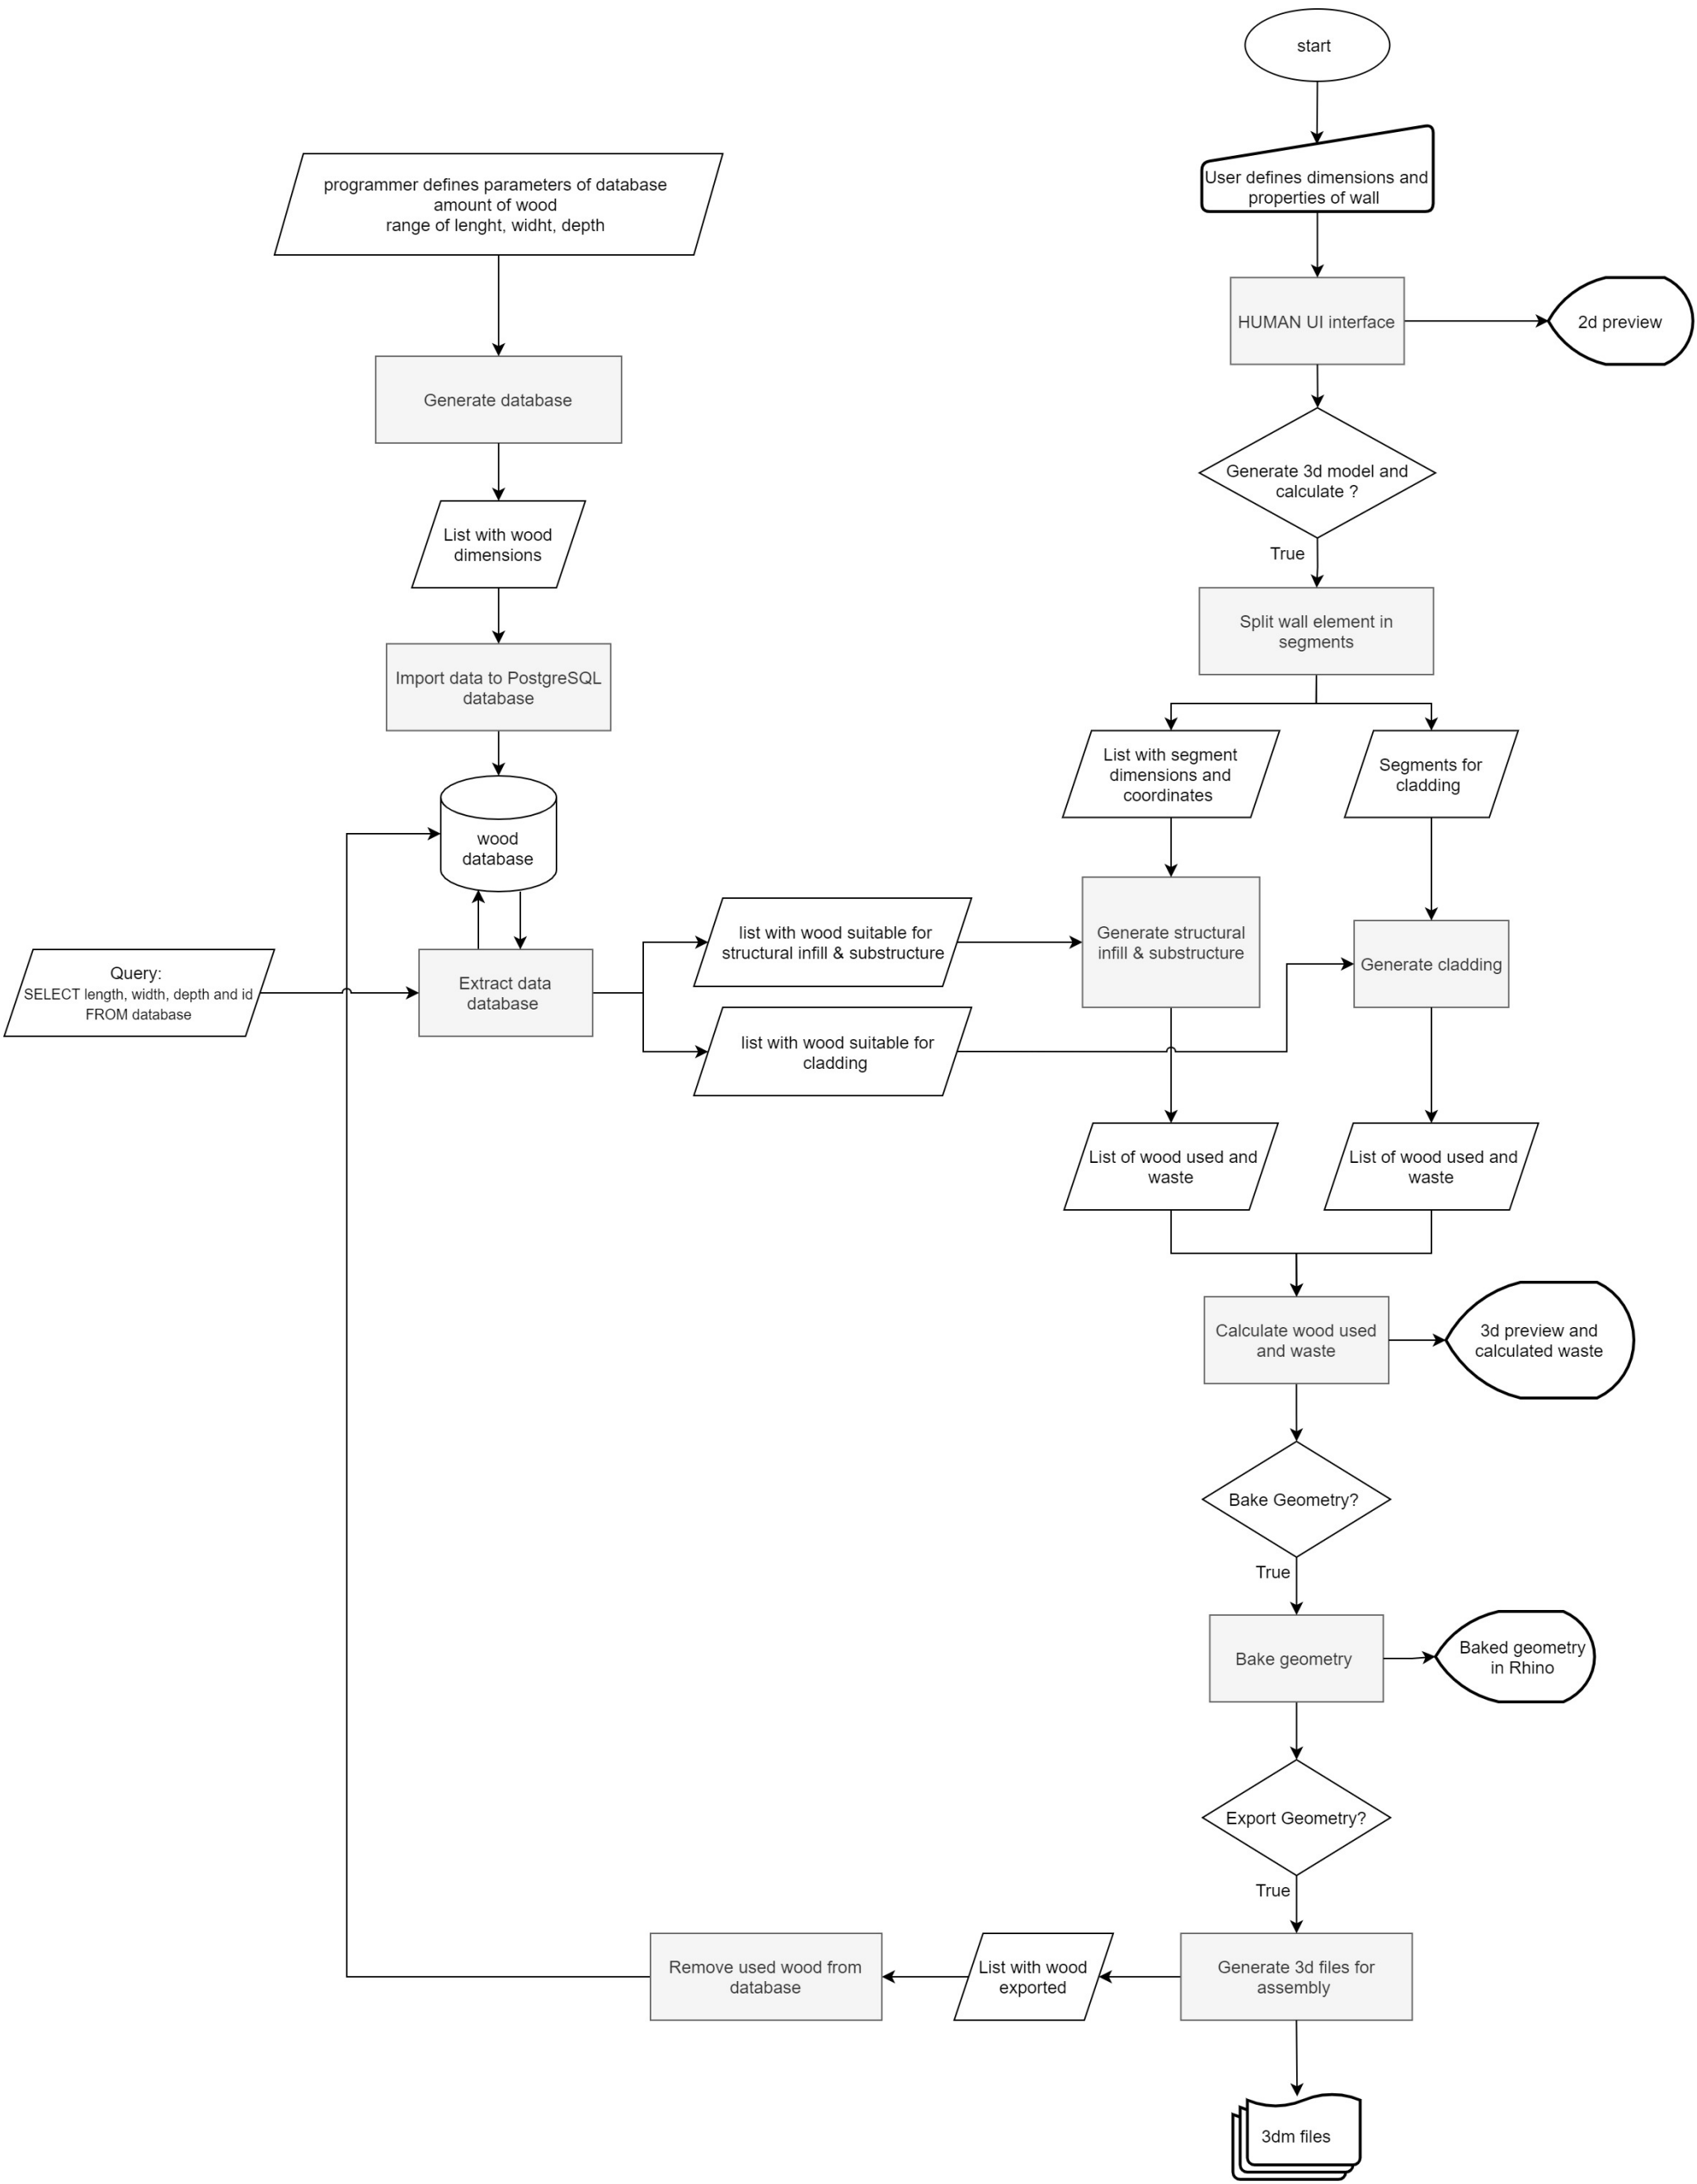 start
User defines dimensions and
properties of wall
programmer defines parameters of database
amount of wood
range of lenght, widht, depth
HUMAN UI interface
2d preview
Generate database
Generate 3d model and
calculate ?
True
List with wood
dimensions
Split wall element in
segments
Import data to PostgreSQL
database
List with segment
dimensions and
coordinates
Segments for
cladding
wood
database
list with wood suitable for
structural infill & substructure
Generate structural
infill & substructure
Generate cladding
Query:
SELECT length, width, depth and id
FROM database
Extract data
database
list with wood suitable for
cladding
List of wood used and
waste
List of wood used and
waste
Calculate wood used
and waste
3d preview and
calculated waste
Bake Geometry?
True
Bake geometry
Baked geometry
in Rhino
Export Geometry?
True
Remove used wood from
database
List with wood
exported
Generate 3d files for
assembly
3dm files